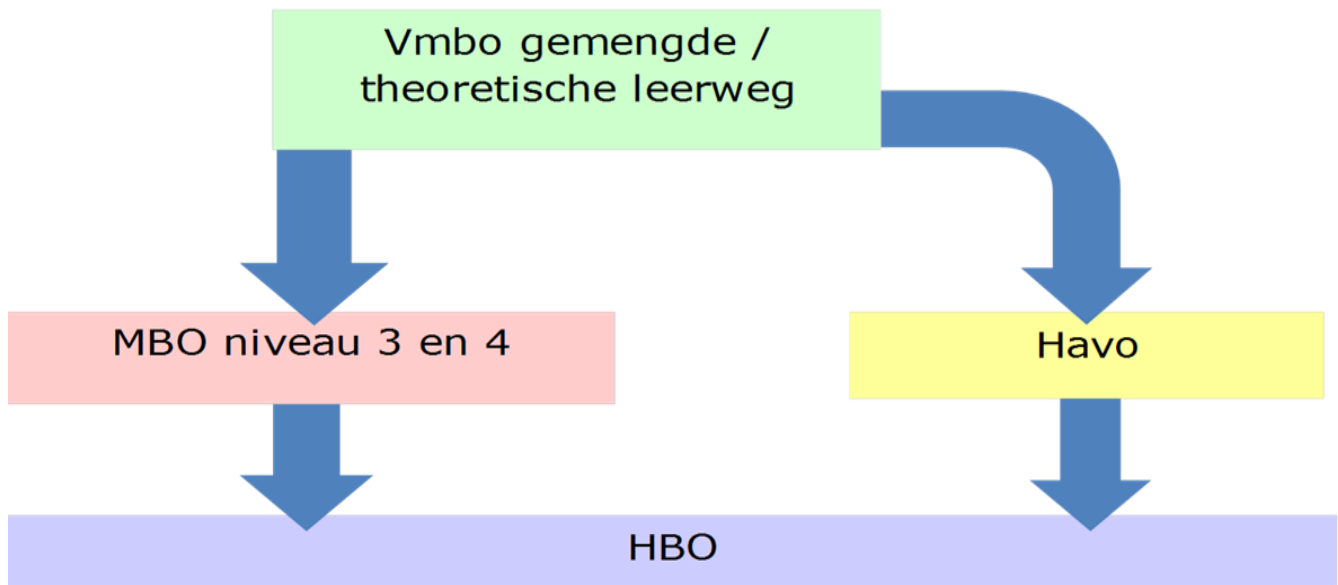 Vmbo gemengde /
theoretische leerweg
MBO niveau 3 en 4
Havo
HBO